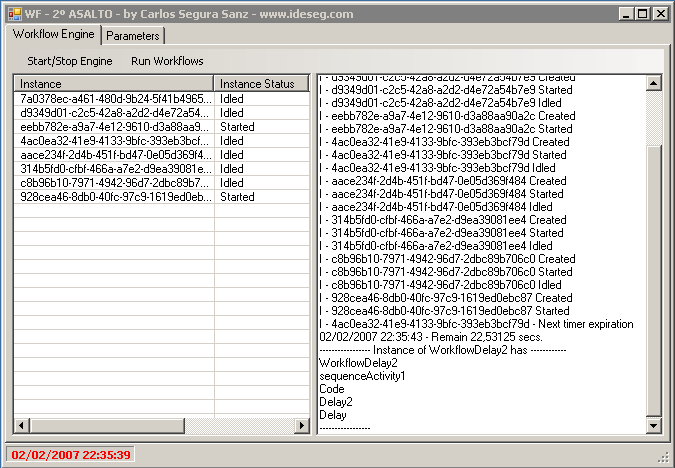 WF - 2º ASALTO - by Carlos Segura Sanz - www.ideseg.com
Workflow Engine Parameters
Start/Stop Engine Run Workflows
Instance Instance Status
7a0378ec-a461-480d-9b24-5f41b4965... Idled
d9349d01-c2c5-42a8-a2d2-d4e72a54... Idled
eebb782e-a9a7-4e12-9610-d3a88aa9... Started
4ac0ea32-41e9-4133-9bfc-393eb3bcf... Idled
aace234f-2d4b-451f-bd47-0e05d369f4... Idled
314b5fd0-cfbf-466a-a7e2-d9ea39081e... Idled
c8b96b10-7971-4942-96d7-2dbc89b7... Idled
928cea46-8db0-40fc-97c9-1619ed0eb... Started
I - d9349d01-c2c5-42a8-a2d2-d4e72a54b7e9 Created
I - d9349d01-c2c5-42a8-a2d2-d4e72a54b7e9 Started
I - d9349d01-c2c5-42a8-a2d2-d4e72a54b7e9 Idled
I - eebb782e-a9a7-4e12-9610-d3a88aa90a2c Created
I - eebb782e-a9a7-4e12-9610-d3a88aa90a2c Started
I - 4ac0ea32-41e9-4133-9bfc-393eb3bcf79d Created
I - 4ac0ea32-41e9-4133-9bfc-393eb3bcf79d Started
I - 4ac0ea32-41e9-4133-9bfc-393eb3bcf79d Idled
I - aace234f-2d4b-451f-bd47-0e05d369f484 Created
I - aace234f-2d4b-451f-bd47-0e05d369f484 Started
I - aace234f-2d4b-451f-bd47-0e05d369f484 Idled
I - 314b5fd0-cfbf-466a-a7e2-d9ea39081ee4 Created
I - 314b5fd0-cfbf-466a-a7e2-d9ea39081ee4 Started
I - 314b5fd0-cfbf-466a-a7e2-d9ea39081ee4 Idled
I - c8b96b10-7971-4942-96d7-2dbc89b706c0 Created
I - c8b96b10-7971-4942-96d7-2dbc89b706c0 Started
I - c8b96b10-7971-4942-96d7-2dbc89b706c0 Idled
I - 928cea46-8db0-40fc-97c9-1619ed0ebc87 Created
I - 928cea46-8db0-40fc-97c9-1619ed0ebc87 Started
I - 4ac0ea32-41e9-4133-9bfc-393eb3bcf79d - Next timer expiration
02/02/2007 22:35:43 - Remain 22,53125 secs.
---------------- Instance of WorkflowDelay2 has -----------
WorkflowDelay2
sequenceActivity1
Code
Delay2
Delay
----------------
02/02/2007 22:35:39